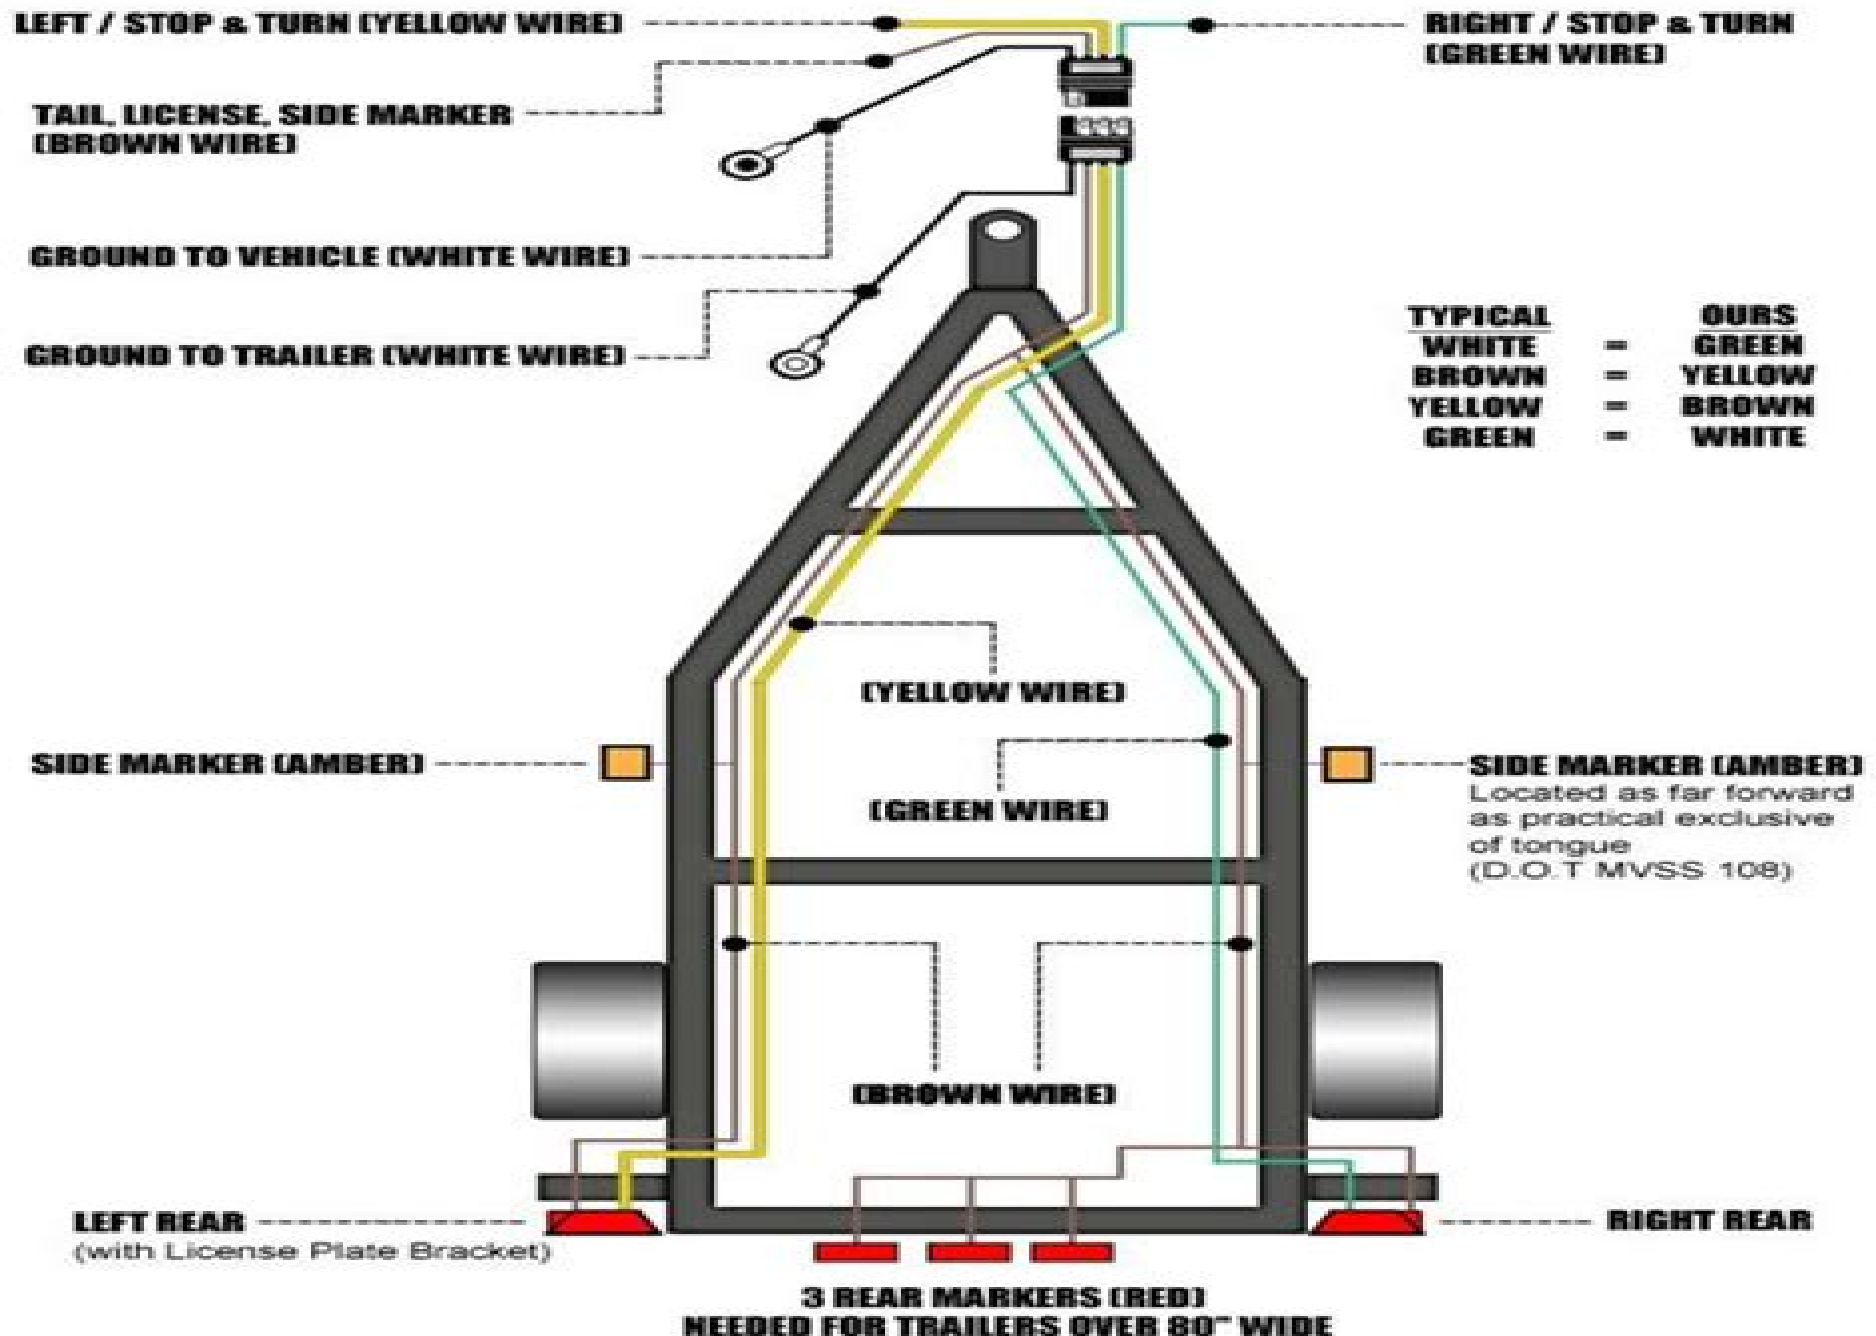 LEFT / STOP & TURN (YELLOW WIRE)
RIGHT / STOP & TURN
(GREEN WIRE)
TAIL, LICENSE, SIDE MARKER
(BROWN WIRE)
GROUND TO VEHICLE (WHITE WIRE)
GROUND TO TRAILER (WHITE WIRE)
TYPICAL OURS
WHITE = GREEN
BROWN = YELLOW
YELLOW = BROWN
GREEN = WHITE
(YELLOW WIRE)
(GREEN WIRE)
SIDE MARKER (AMBER)
SIDE MARKER (AMBER)
Located as far forward
as practical exclusive
of tongue
(D.O.T MVSS 108)
(BROWN WIRE)
LEFT REAR
(with License Plate Bracket)
RIGHT REAR
3 REAR MARKERS (RED)
NEEDED FOR TRAILERS OVER 80" WIDE